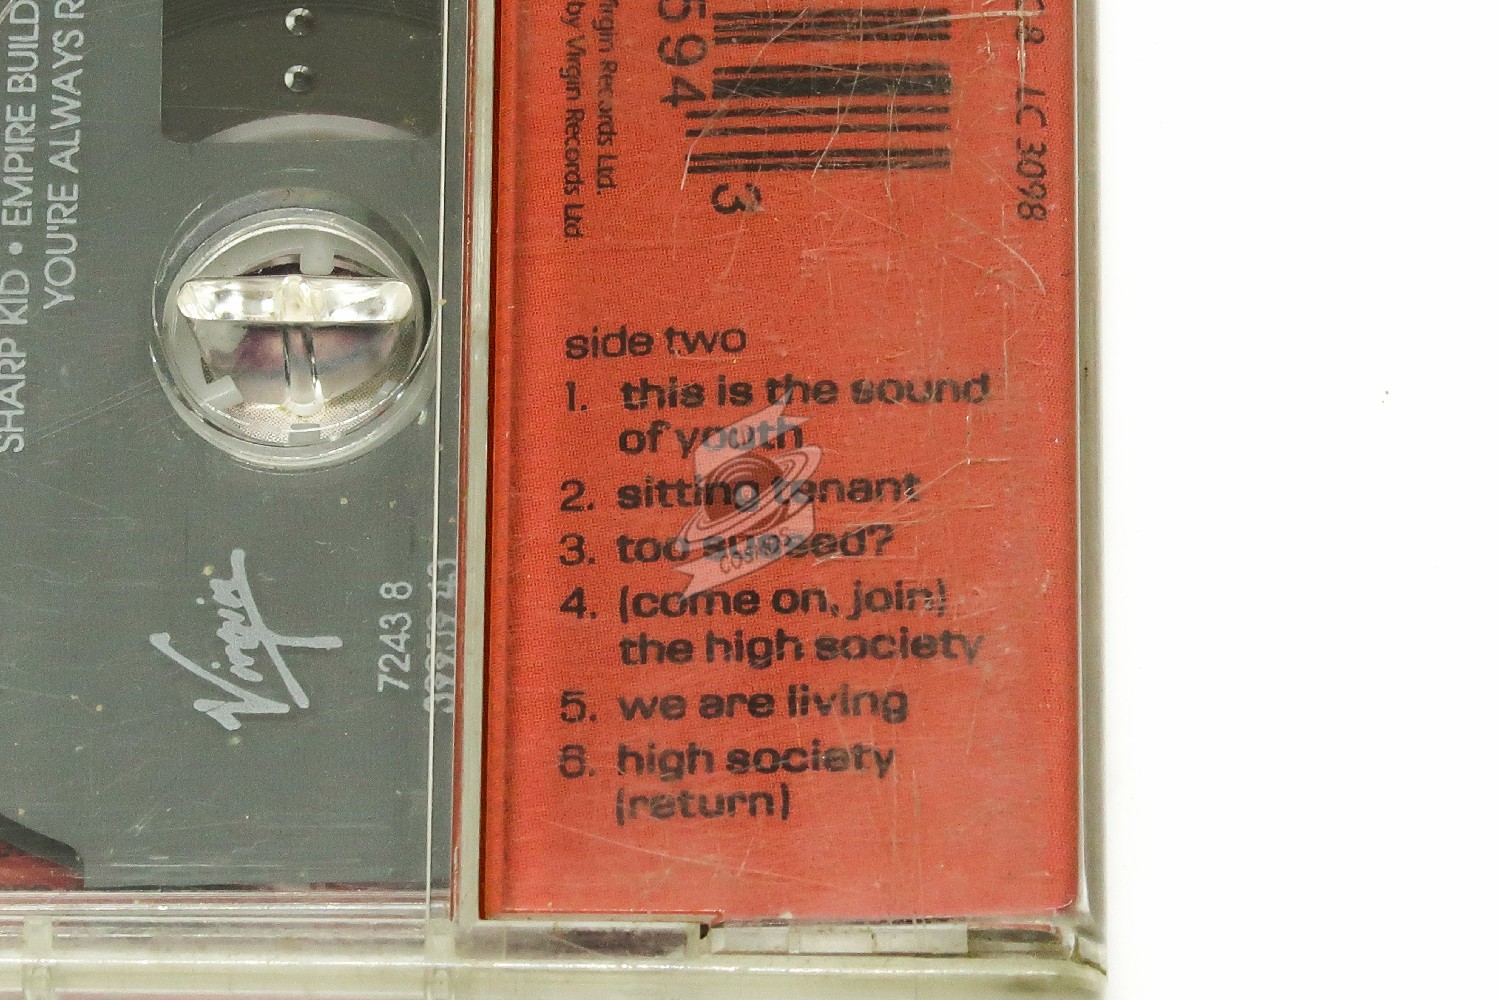 SHARP KID • EMPIRE BUILD
YOU'RE ALWAYS R
Virgin
7243 8
Virgin Records Ltd.
by Virgin Records Ltd
594
3
8 LC 3098
side two
1. this is the sound
of youth
2. sitting tenant
3. too sussed?
4. (come on, join)
the high society
5. we are living
6. high society
(return)